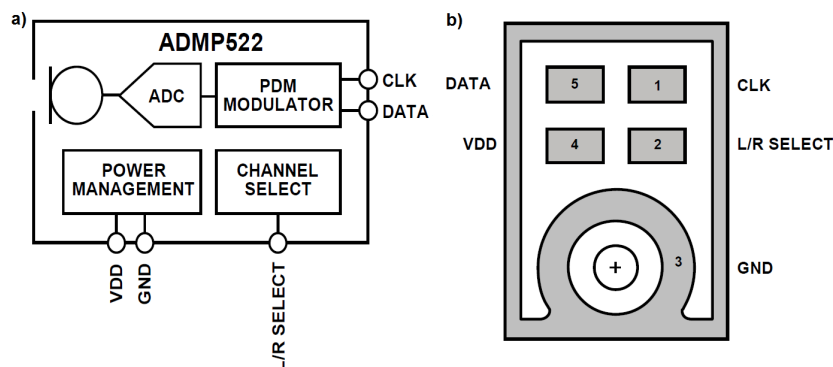 a)
ADMP522
ADC
PDM
MODULATOR
CLK
DATA
POWER
MANAGEMENT
CHANNEL
SELECT
VDD
GND
L/R SELECT
b)
DATA
5
1
CLK
VDD
4
2
L/R SELECT
3
GND